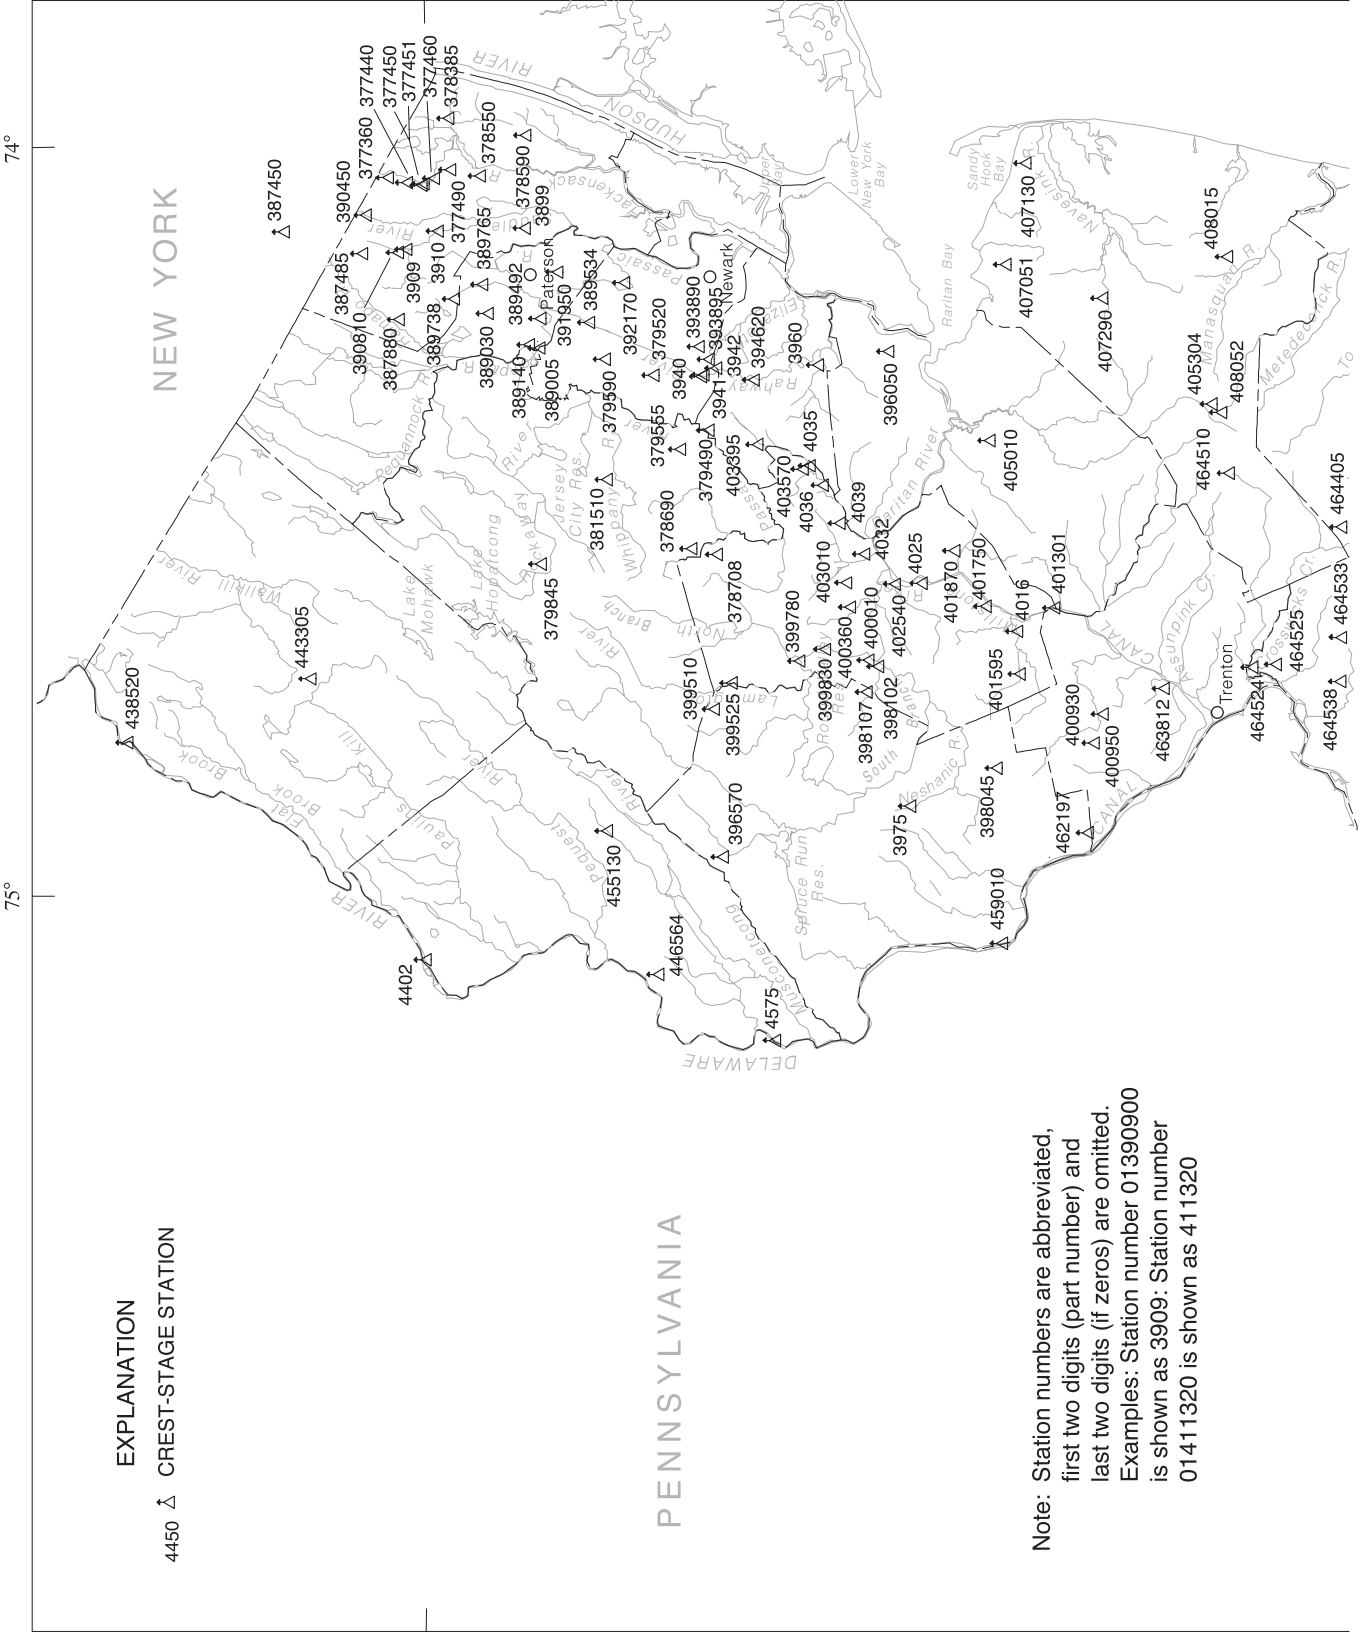 EXPLANATION
4450 CREST-STAGE STATION
Note: Station numbers are abbreviated,
first two digits (part number) and
last two digits (if zeros) are omitted.
Examples: Station number 01390900
is shown as 3909: Station number
01411320 is shown as 411320
PENNSYLVANIA
NEW YORK
75°
74°
387450
390450
377360
377440
377450
377451
377460
378385
378550
378590
3899
377490
389765
3910
3909
387485
390810
387880
389738
389030
389492
Paterson
391950
389534
392170
379520
389140
389005
379590
393890
393895
Newark
3940
3941
3942
394620
3960
396050
379555
379490
403395
403570
4035
4036
4039
381510
378690
378708
379845
4032
4025
403010
401870
401750
4016
401301
399780
399830
400360
400010
402540
398107
398102
399510
399525
401595
398045
3975
396570
400930
400950
462197
463812
Trenton
464524
464525
464538
464533
464405
464510
405010
407051
407130
407290
408015
405304
408052
438520
443305
4402
455130
446564
4575
459010
RIVER
HUDSON
Hackensack
R.
River
Passaic
R.
Upper
Bay
Lower
New York
Bay
Sandy
Hook
Bay
Navesink
R.
Raritan Bay
Raritan River
Manasquan R.
Metedeconk R.
To
Rahway
Pequannock R.
Rockaway
River
Jersey
City Res.
Whippany
R.
Lake
Hopatcong
Lake
Mohawk
Wallkill
River
North
Branch
River
South
Branch
Neshanic R.
Spruce Run
Res.
Musconetcong
River
Pequest
River
Paulins
Kill
Flat
Brook
Brook
RIVER
DELAWARE
CANAL
CANAL
Assunpink Cr.
Crosswicks Cr.